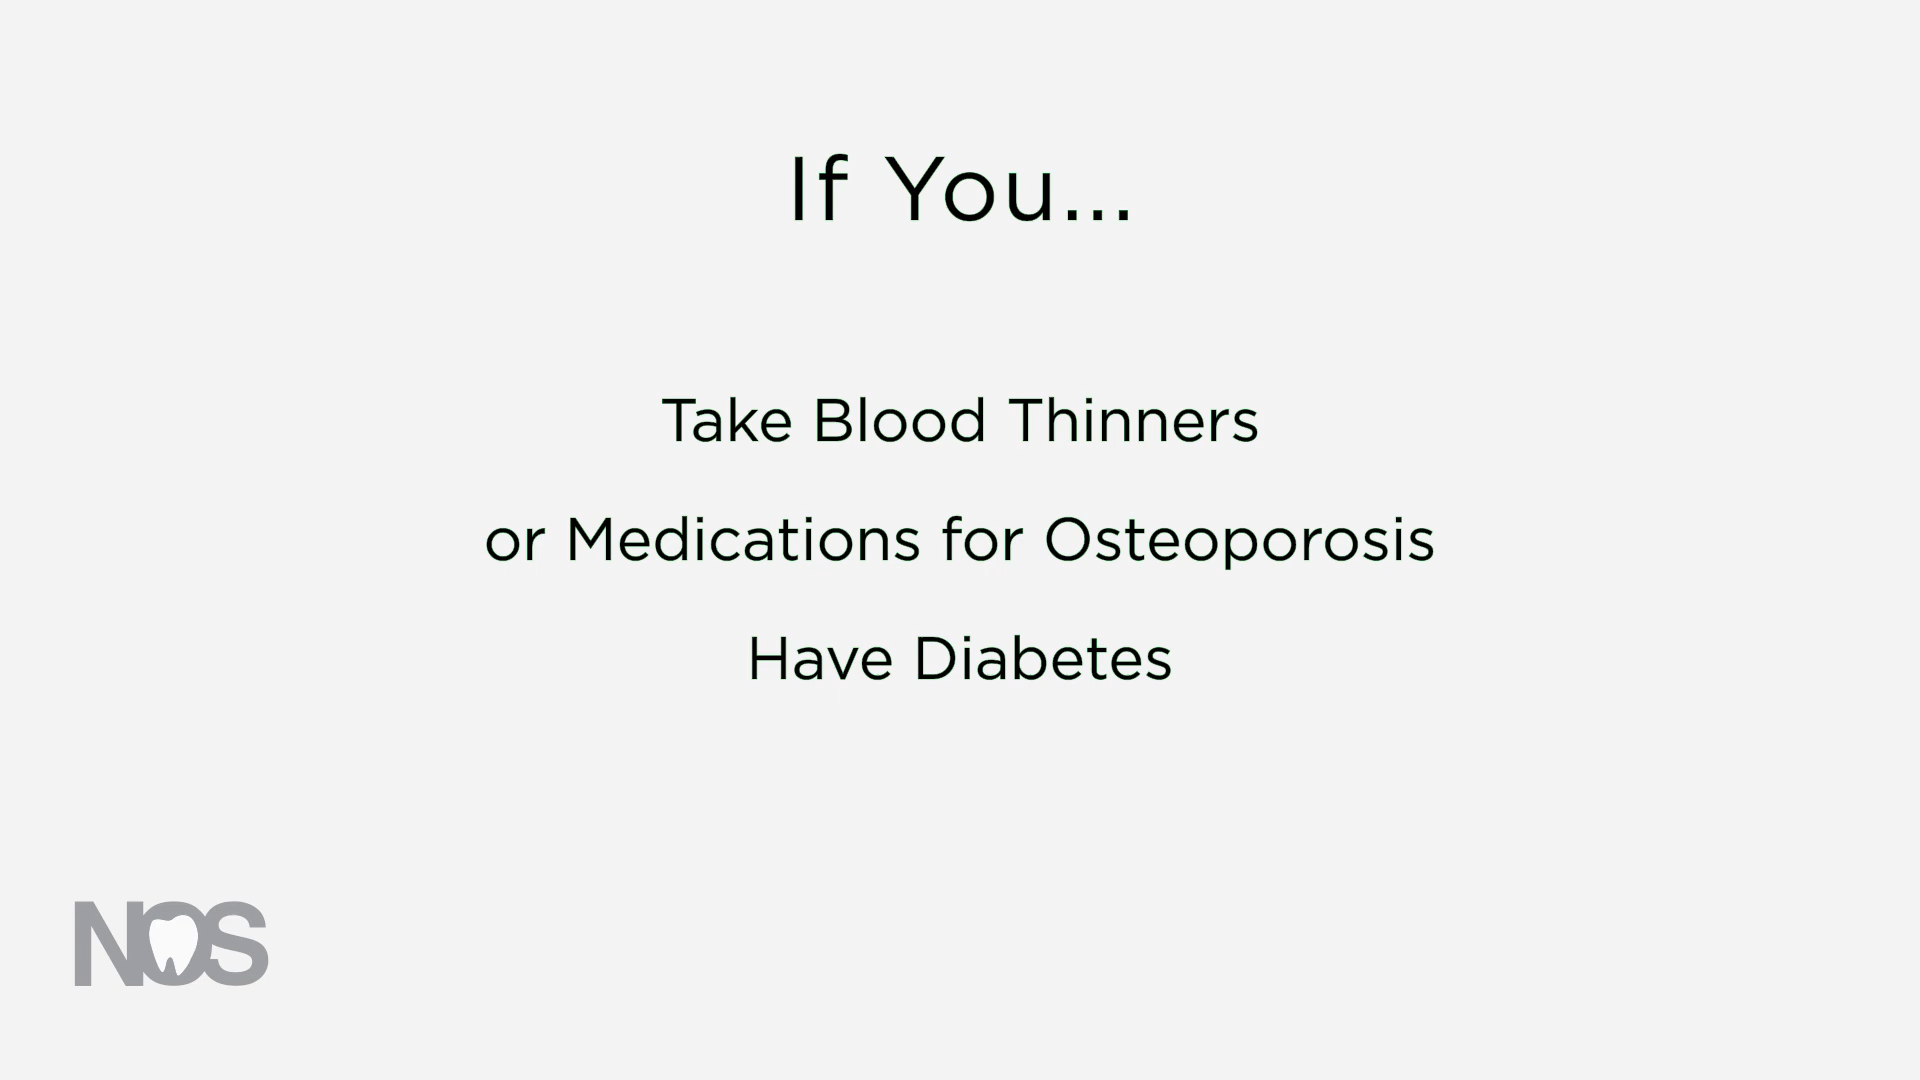 If You...
Take Blood Thinners
or Medications for Osteoporosis
Have Diabetes
NOS